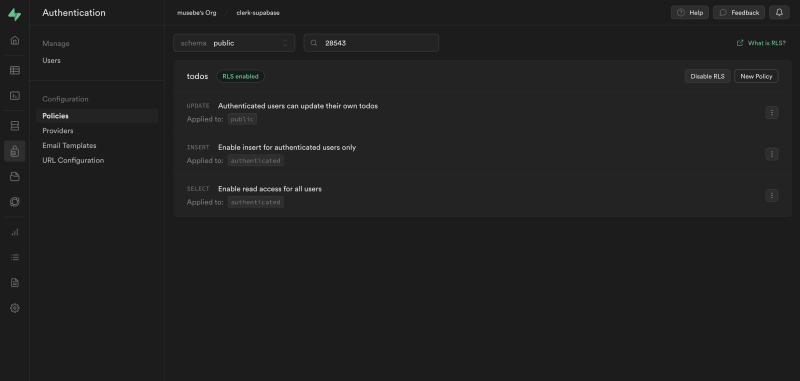 Authentication
musebe's Org / clerk-supabase
Help
Feedback
Manage
Users
Configuration
Policies
Providers
Email Templates
URL Configuration
schema public
28543
What is RLS?
todos
RLS enabled
Disable RLS
New Policy
UPDATE Authenticated users can update their own todos
Applied to: public
INSERT Enable insert for authenticated users only
Applied to: authenticated
SELECT Enable read access for all users
Applied to: authenticated